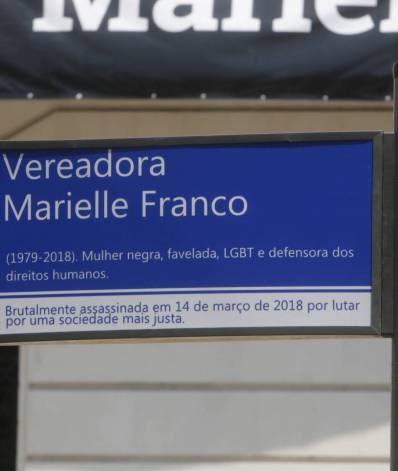 Marielle
Vereadora
Marielle Franco
(1979-2018). Mulher negra, favelada, LGBT e defensora dos
direitos humanos.
Brutalmente assassinada em 14 de março de 2018 por lutar
por uma sociedade mais justa.